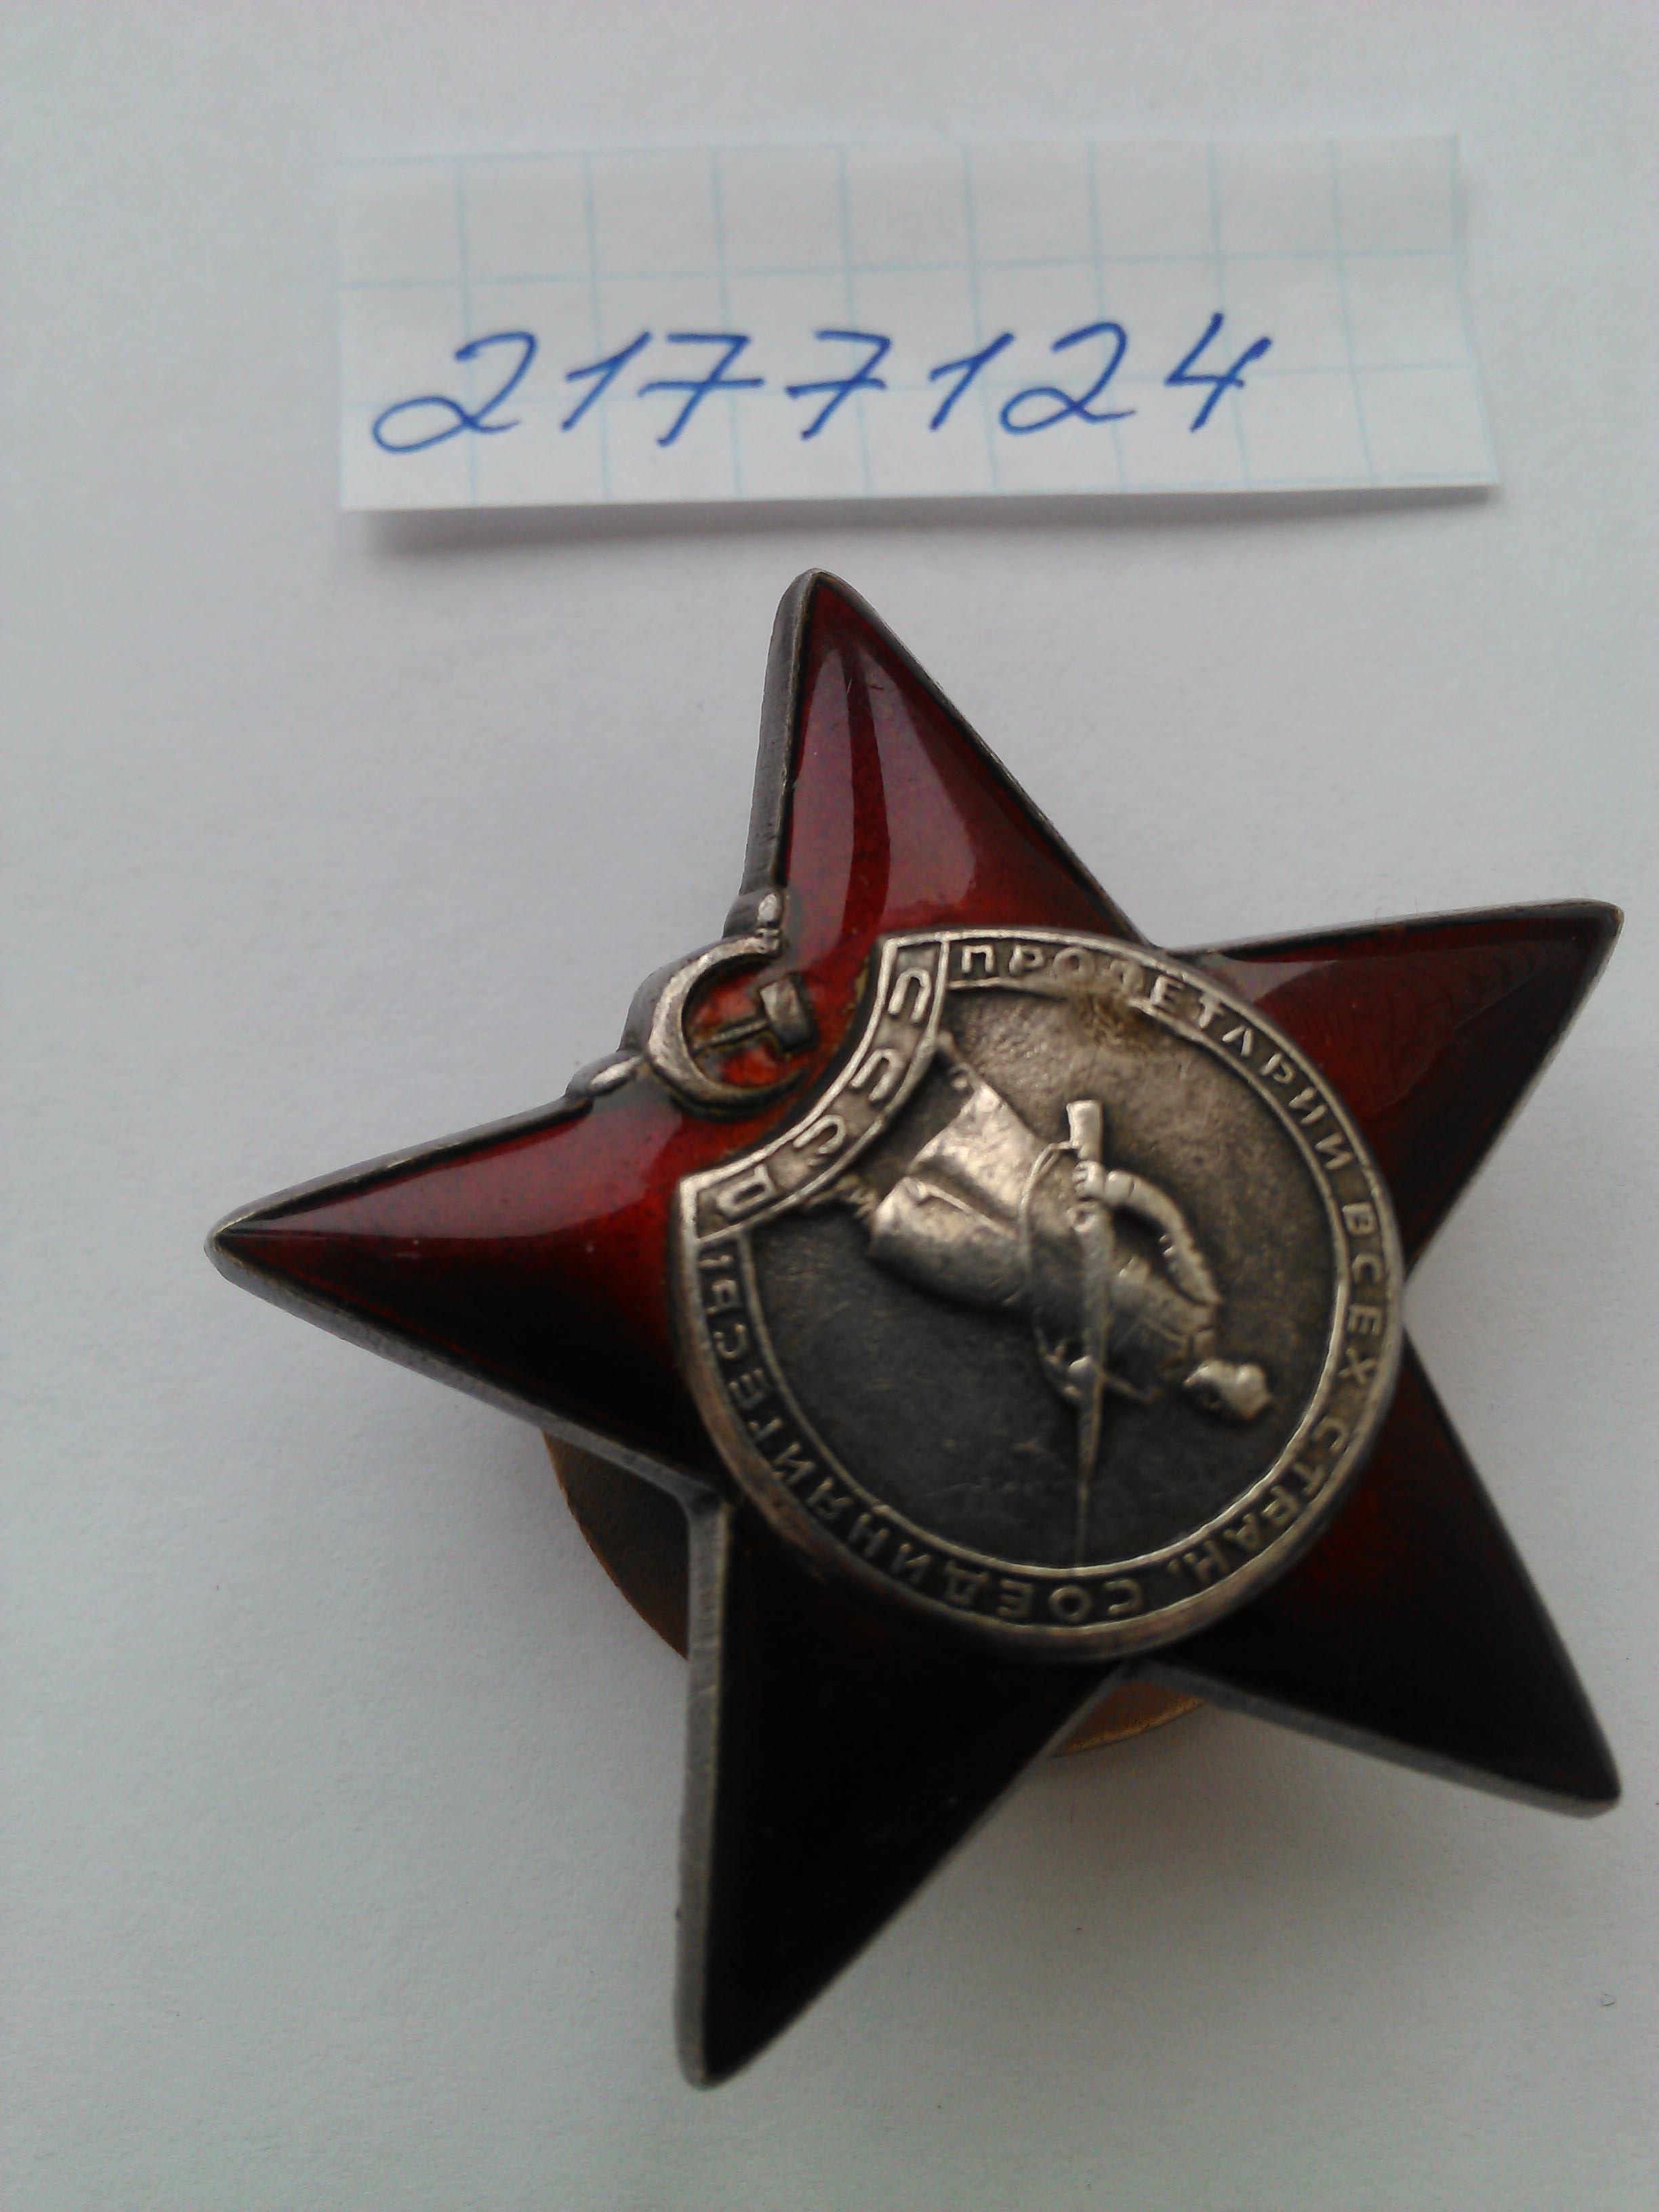 2177124
ПРОЛЕТАРИИ ВСЕХ СТРАН, СОЕДИНЯЙТЕСЬ!
СССР